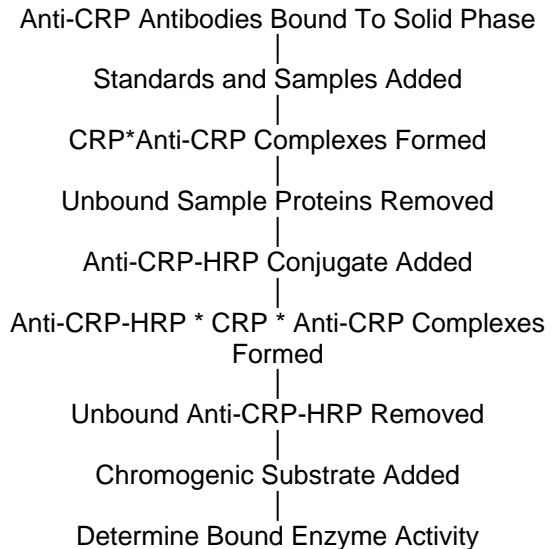 Anti-CRP Antibodies Bound To Solid Phase
Standards and Samples Added
CRP*Anti-CRP Complexes Formed
Unbound Sample Proteins Removed
Anti-CRP-HRP Conjugate Added
Anti-CRP-HRP * CRP * Anti-CRP Complexes
Formed
Unbound Anti-CRP-HRP Removed
Chromogenic Substrate Added
Determine Bound Enzyme Activity